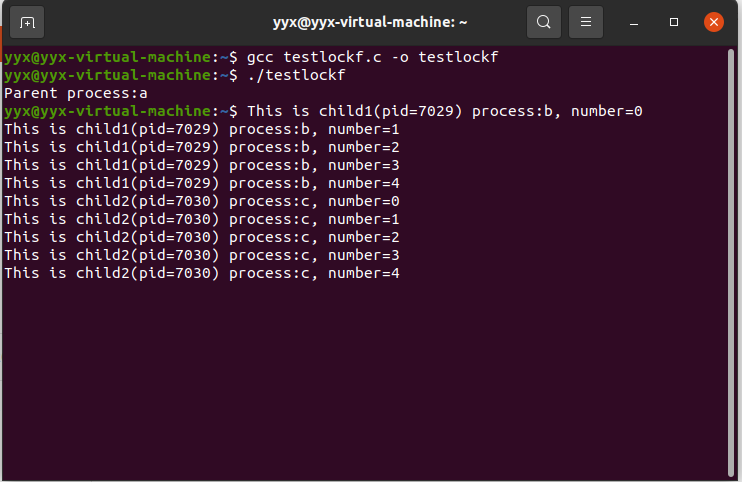 yyx@yyx-virtual-machine: ~
yyx@yyx-virtual-machine:~$ gcc testlockf.c -o testlockf
yyx@yyx-virtual-machine:~$ ./testlockf
Parent process:a
yyx@yyx-virtual-machine:~$ This is child1(pid=7029) process:b, number=0
This is child1(pid=7029) process:b, number=1
This is child1(pid=7029) process:b, number=2
This is child1(pid=7029) process:b, number=3
This is child1(pid=7029) process:b, number=4
This is child2(pid=7030) process:c, number=0
This is child2(pid=7030) process:c, number=1
This is child2(pid=7030) process:c, number=2
This is child2(pid=7030) process:c, number=3
This is child2(pid=7030) process:c, number=4